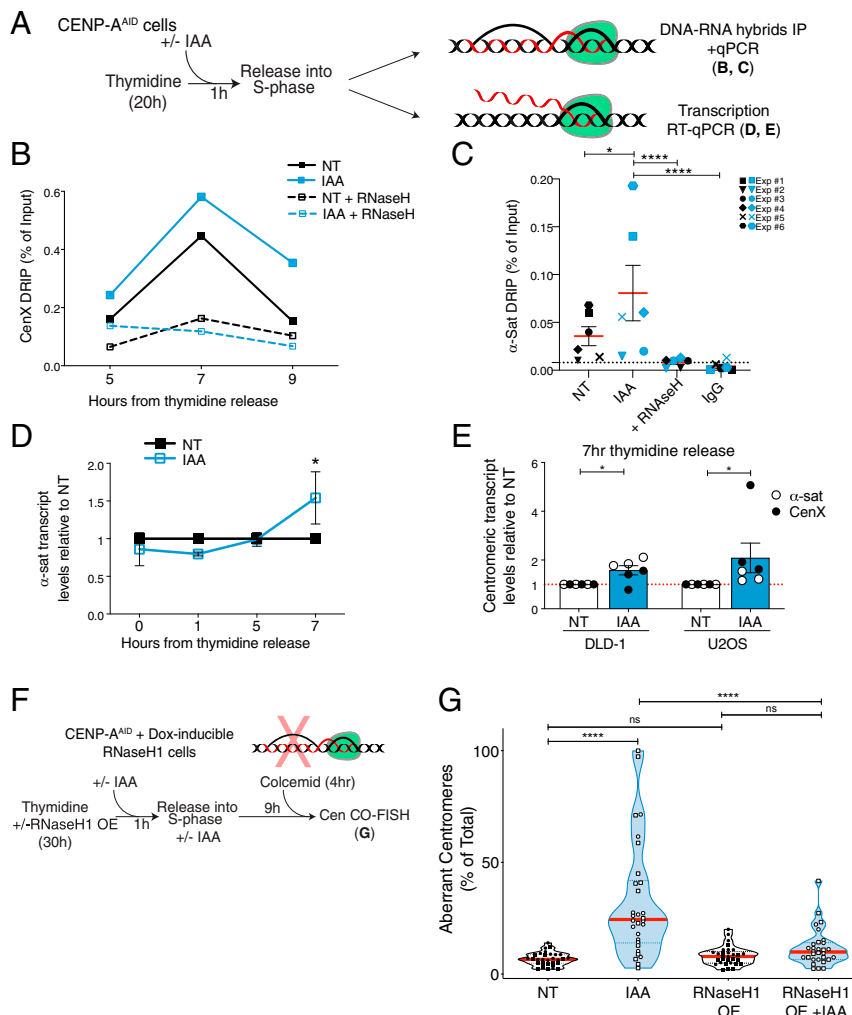 A
CENP-A^AID cells
+/- IAA
Thymidine
(20h)
1h
Release into
S-phase
DNA-RNA hybrids IP
+qPCR
(B, C)
Transcription
RT-qPCR (D, E)
B
NT
IAA
NT + RNaseH
IAA + RNaseH
CenX DRIP (% of Input)
0.6
0.4
0.2
0.0
5 7 9
Hours from thymidine release
C
*
****
****
Exp #1
Exp #2
Exp #3
Exp #4
Exp #5
Exp #6
α-Sat DRIP (% of Input)
0.20
0.15
0.10
0.05
0.00
NT
IAA
+ RNAseH
IgG
D
NT
IAA
α-sat transcript
levels relative to NT
2.0
1.5
1
0.5
0.0
*
0 1 5 7
Hours from thymidine release
E
7hr thymidine release
Centromeric transcript
levels relative to NT
6
4
2
1
0
*
*
α-sat
CenX
NT IAA NT IAA
DLD-1 U2OS
F
CENP-A^AID + Dox-inducible
RNaseH1 cells
+/- IAA
Thymidine
+/-RNaseH1 OE
(30h)
1h
Release into
S-phase
+/- IAA
9h
Colcemid (4hr)
Cen CO-FISH
(G)
G
****
ns
ns
****
Aberrant Centromeres
(% of Total)
100
50
0
NT
IAA
RNaseH1
OE
RNaseH1
OE +IAA